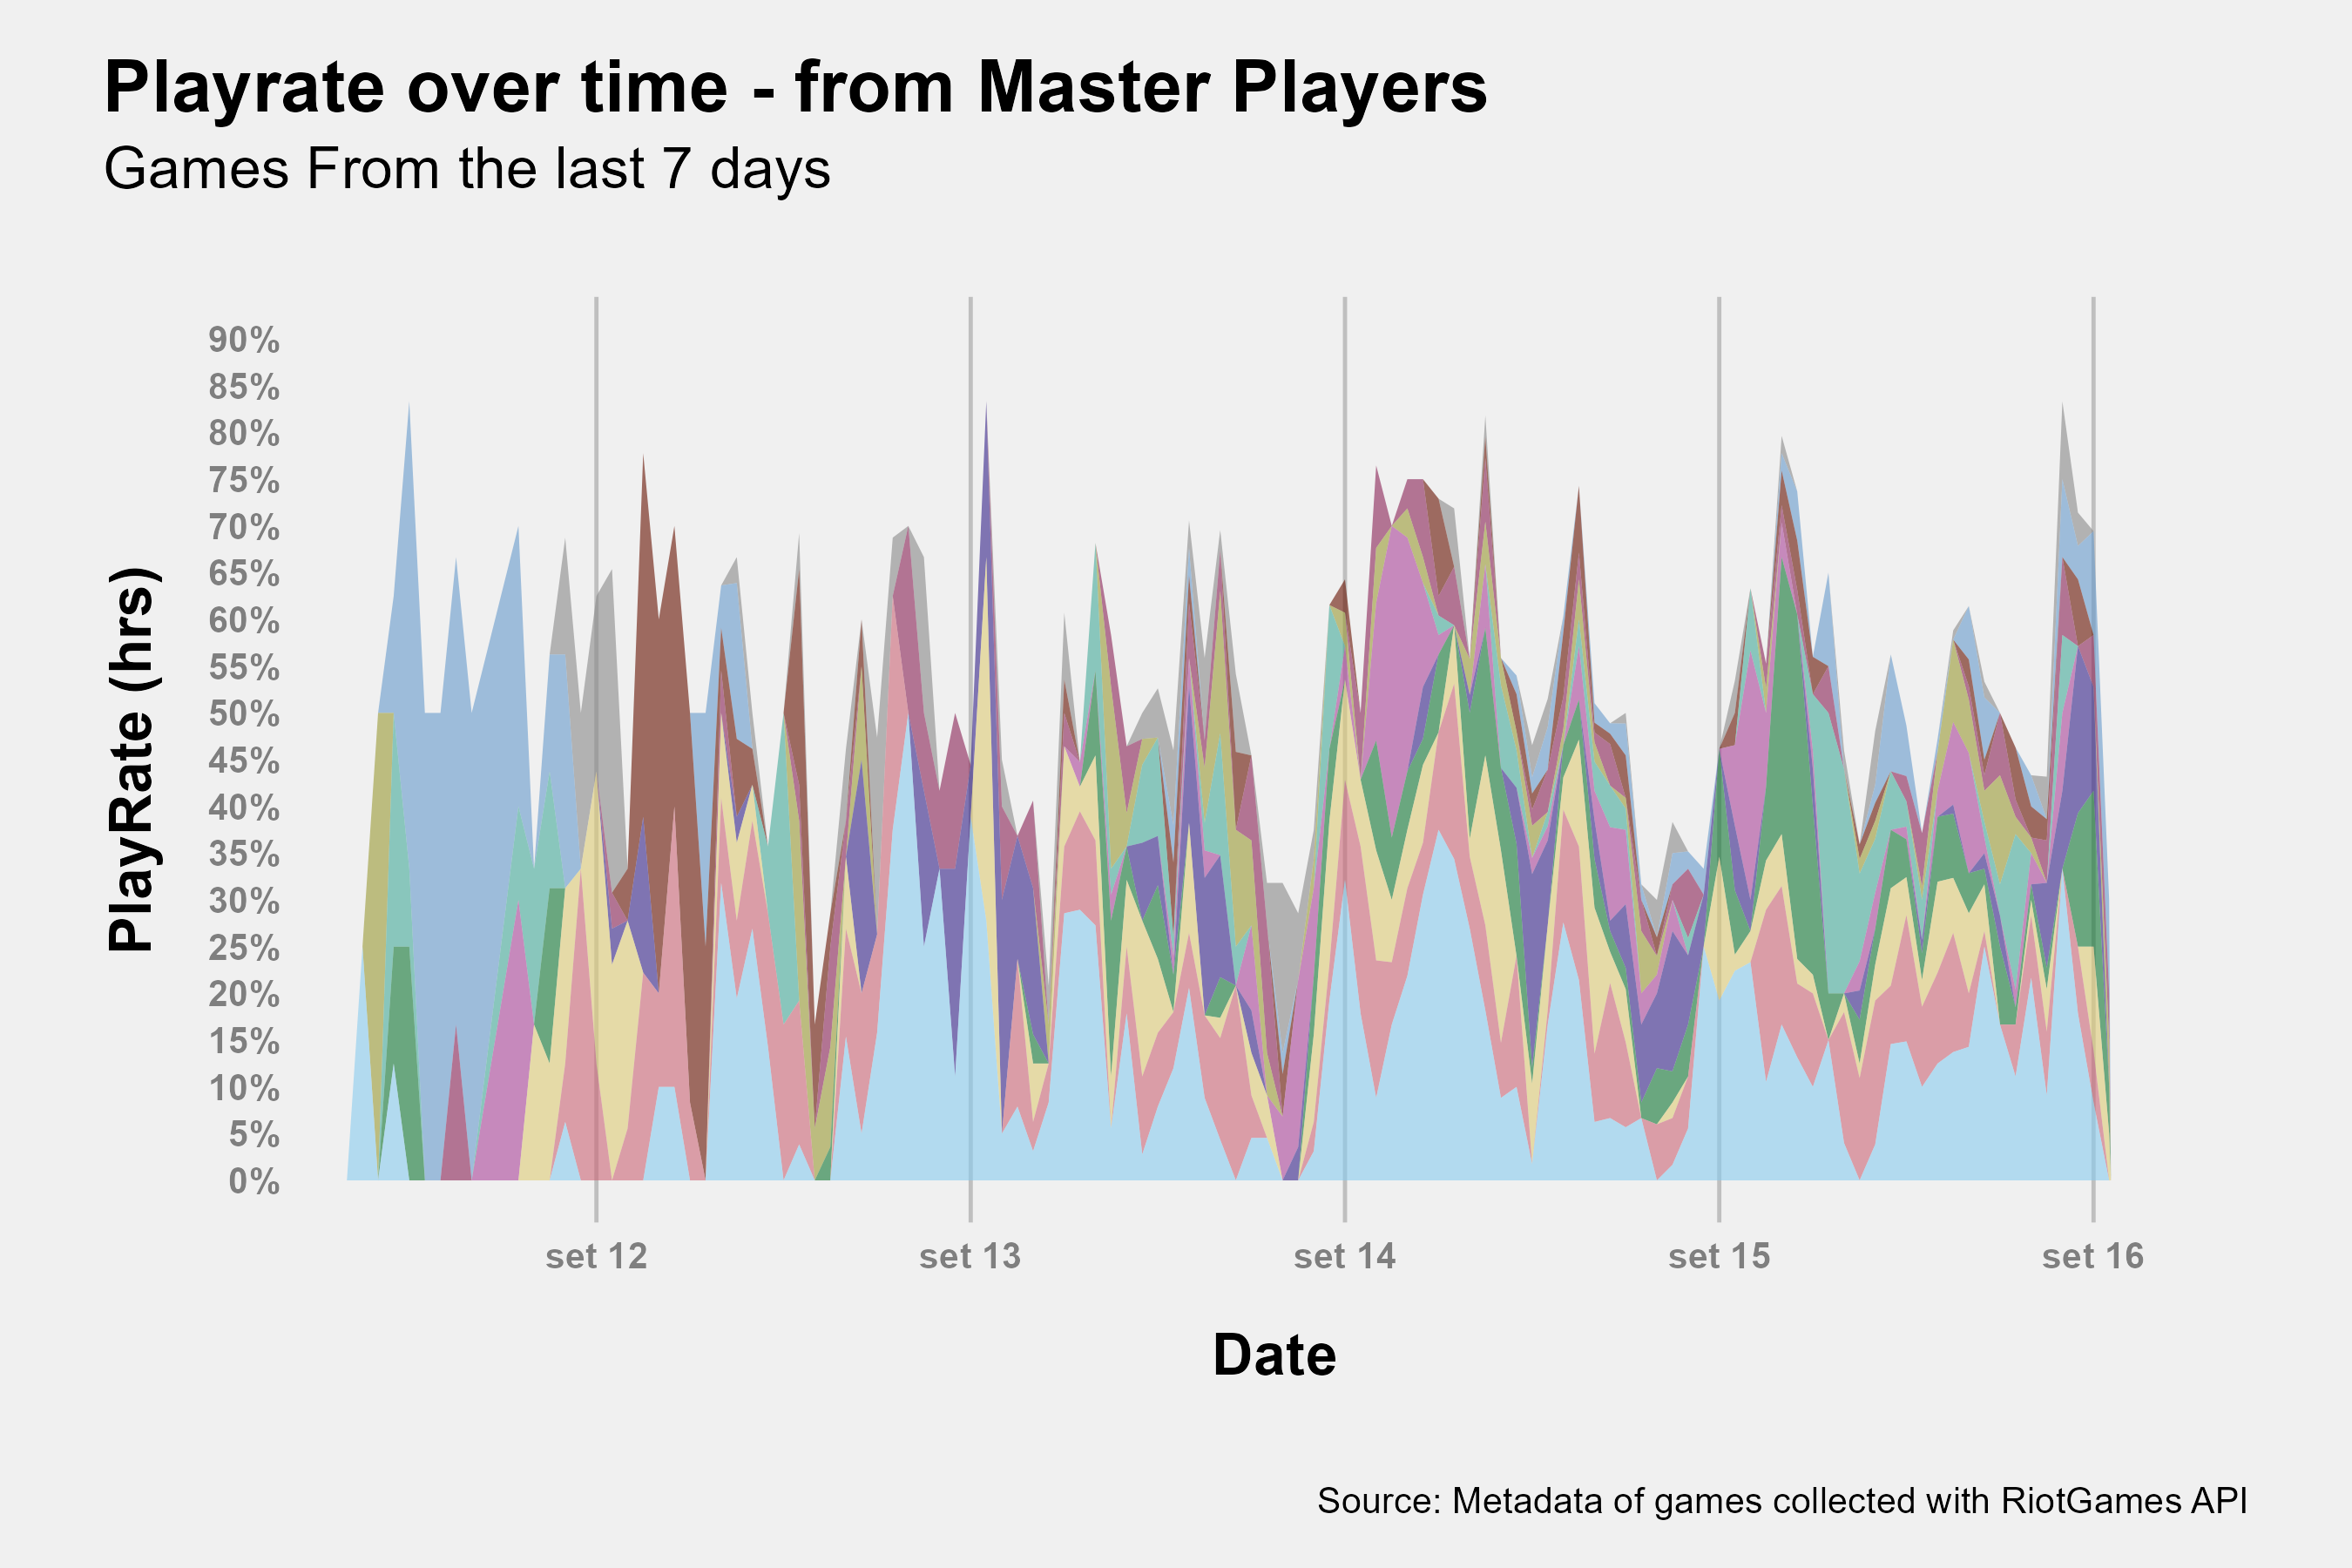 Playrate over time - from Master Players
Games From the last 7 days
90%
85%
80%
75%
70%
65%
60%
55%
50%
45%
40%
35%
30%
25%
20%
15%
10%
5%
0%
PlayRate (hrs)
set 12
set 13
set 14
set 15
set 16
Date
Source: Metadata of games collected with RiotGames API